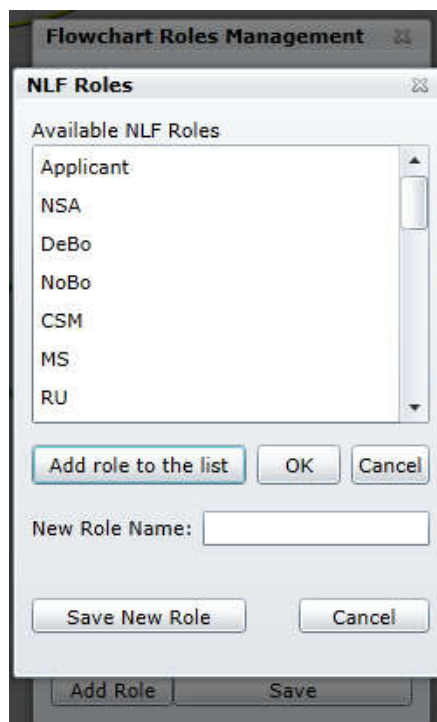 Flowchart Roles Management
NLF Roles
Available NLF Roles
Applicant
NSA
DeBo
NoBo
CSM
MS
RU
Add role to the list OK Cancel
New Role Name:
Save New Role Cancel
Add Role Save